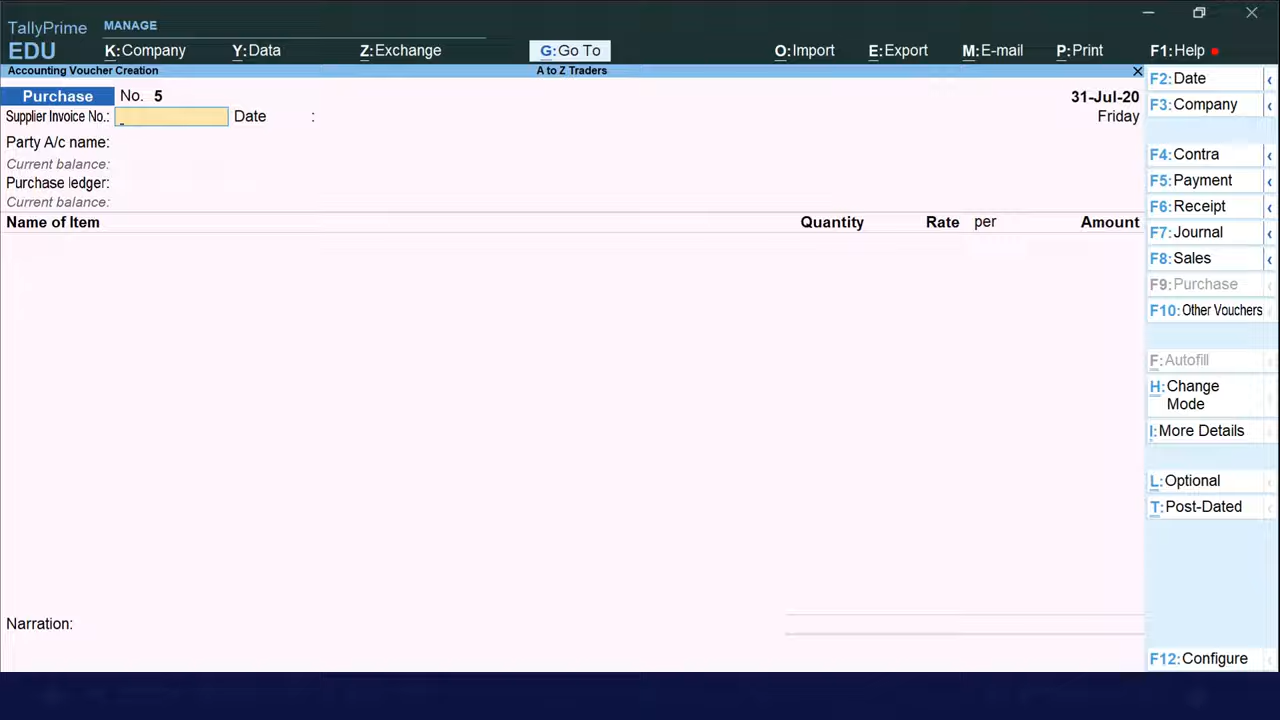 TallyPrime MANAGE
EDU K:Company Y:Data Z:Exchange G:Go To O:Import E:Export M:E-mail P:Print F1:Help
Accounting Voucher Creation A to Z Traders
Purchase No. 5 31-Jul-20
Supplier Invoice No.: Date : Friday
Party A/c name:
Current balance:
Purchase ledger:
Current balance:
Name of Item Quantity Rate per Amount
Narration:
F2:Date
F3:Company
F4:Contra
F5:Payment
F6:Receipt
F7:Journal
F8:Sales
F9:Purchase
F10:Other Vouchers
F:Autofill
H:Change
Mode
I:More Details
L:Optional
T:Post-Dated
F12:Configure